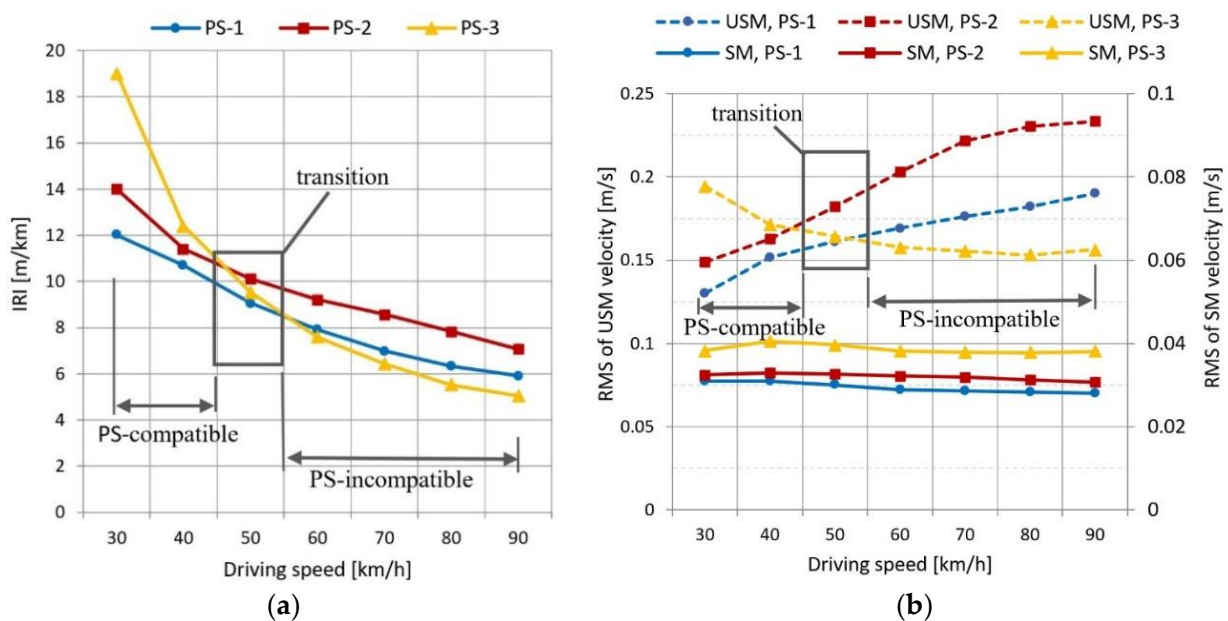 PS-1 PS-2 PS-3
20
18
16
14
12
10
8
6
4
2
0
IRI [m/km]
transition
PS-compatible
PS-incompatible
30 40 50 60 70 80 90
Driving speed [km/h]
(a)
USM, PS-1 USM, PS-2 USM, PS-3
SM, PS-1 SM, PS-2 SM, PS-3
0.25
0.2
0.15
0.1
0.05
0
RMS of USM velocity [m/s]
transition
PS-compatible
PS-incompatible
0.1
0.08
0.06
0.04
0.02
0
RMS of SM velocity [m/s]
30 40 50 60 70 80 90
Driving speed [km/h]
(b)